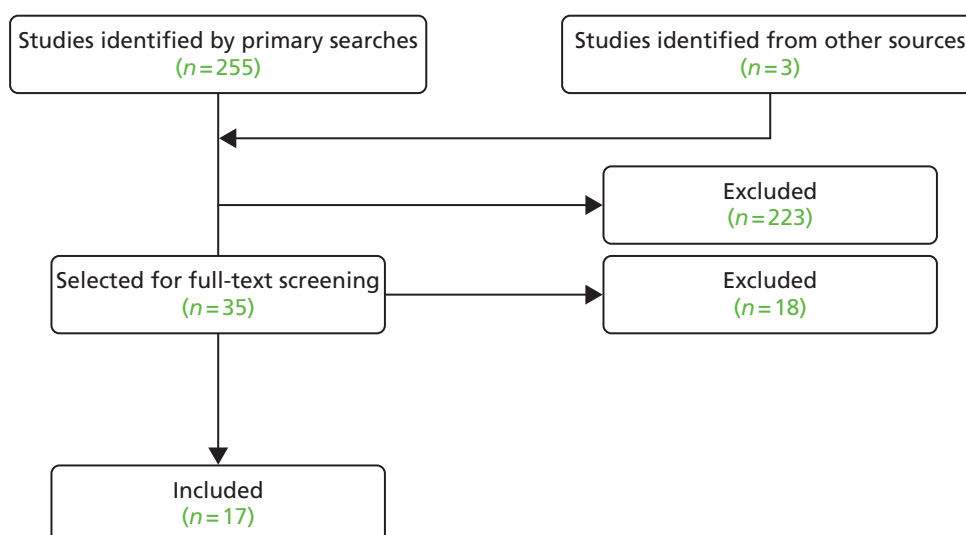 Studies identified by primary searches
(n=255)
Studies identified from other sources
(n=3)
Excluded
(n=223)
Selected for full-text screening
(n=35)
Excluded
(n=18)
Included
(n=17)